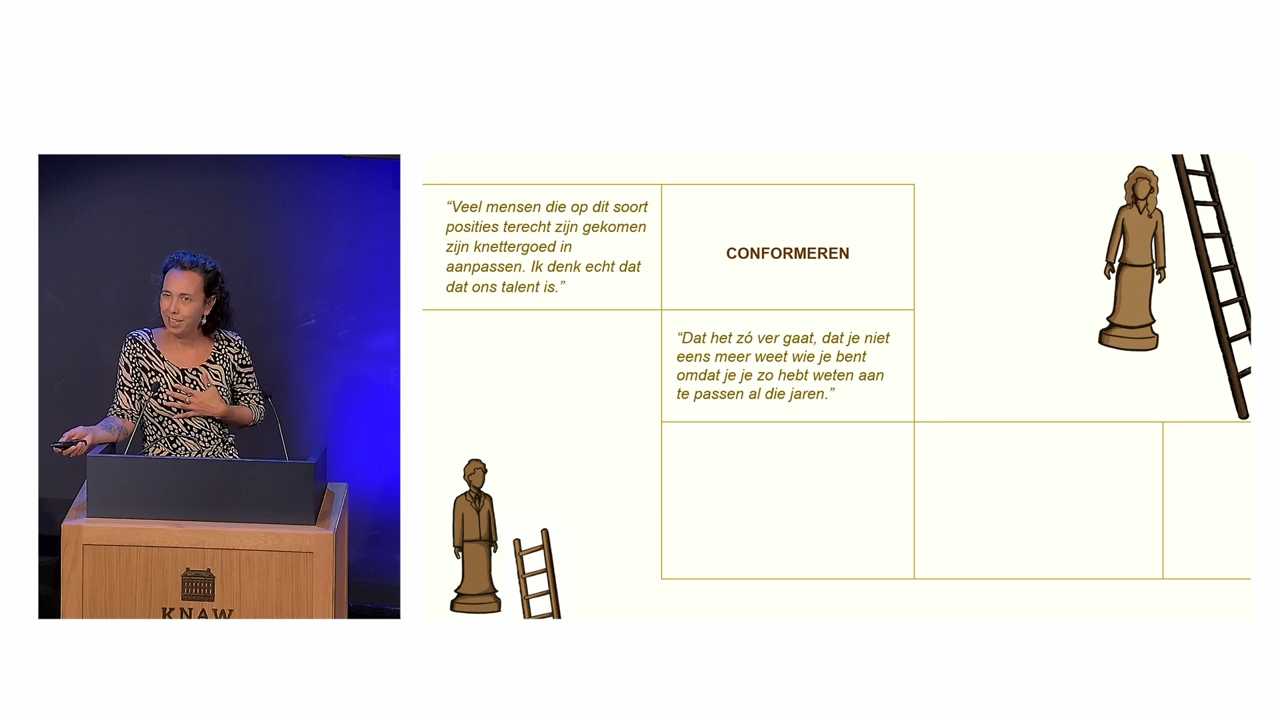 “Veel mensen die op dit soort
posities terecht zijn gekomen
zijn knettergoed in
aanpassen. Ik denk echt dat
dat ons talent is.”
CONFORMEREN
“Dat het zó ver gaat, dat je niet
eens meer weet wie je bent
omdat je je zo hebt weten aan
te passen al die jaren.”
KNAW